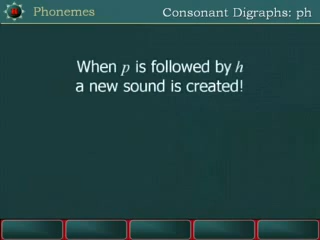 Phonemes
Consonant Digraphs: ph
When p is followed by h
a new sound is created!